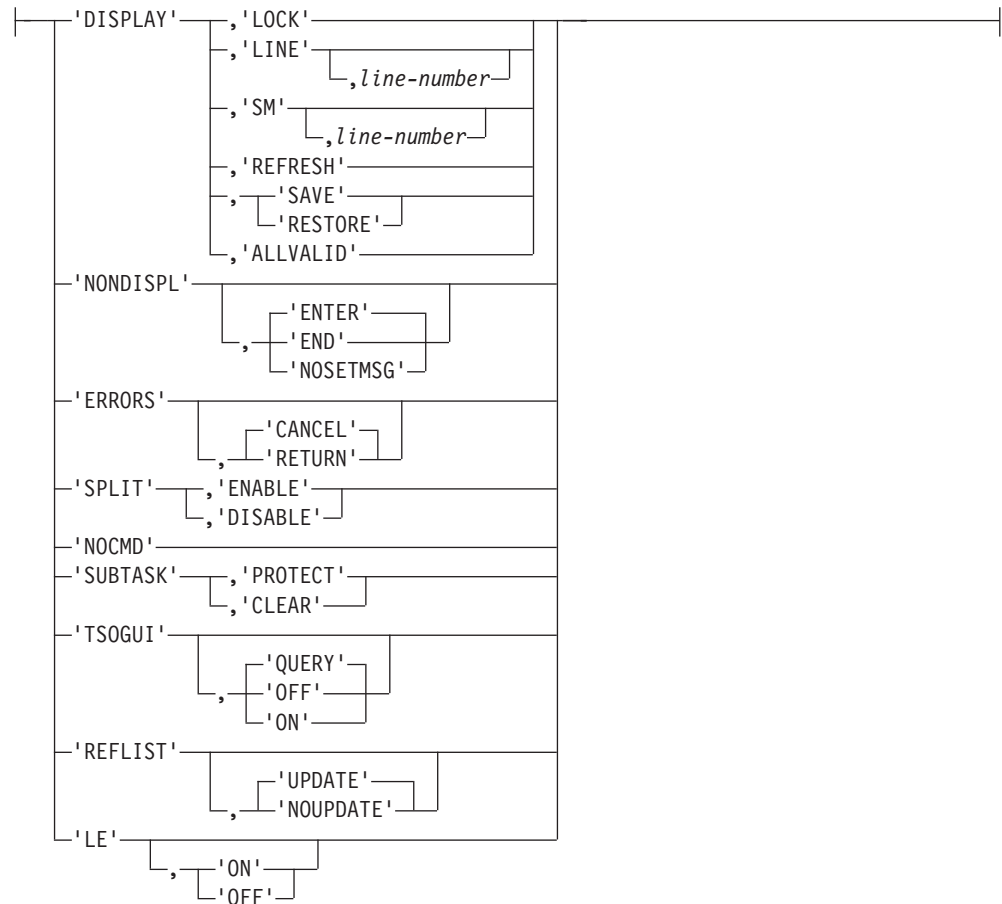 'DISPLAY' ,'LOCK'
,'LINE'
,line-number
,'SM'
,line-number
,'REFRESH'
, 'SAVE'
'RESTORE'
,'ALLVALID'
'NONDISPL'
'ENTER'
, 'END'
'NOSETMSG'
'ERRORS'
'CANCEL'
, 'RETURN'
'SPLIT' ,'ENABLE'
,'DISABLE'
'NOCMD'
'SUBTASK' ,'PROTECT'
,'CLEAR'
'TSOGUI'
'QUERY'
, 'OFF'
'ON'
'REFLIST'
'UPDATE'
, 'NOUPDATE'
'LE'
, 'ON'
'OFF'